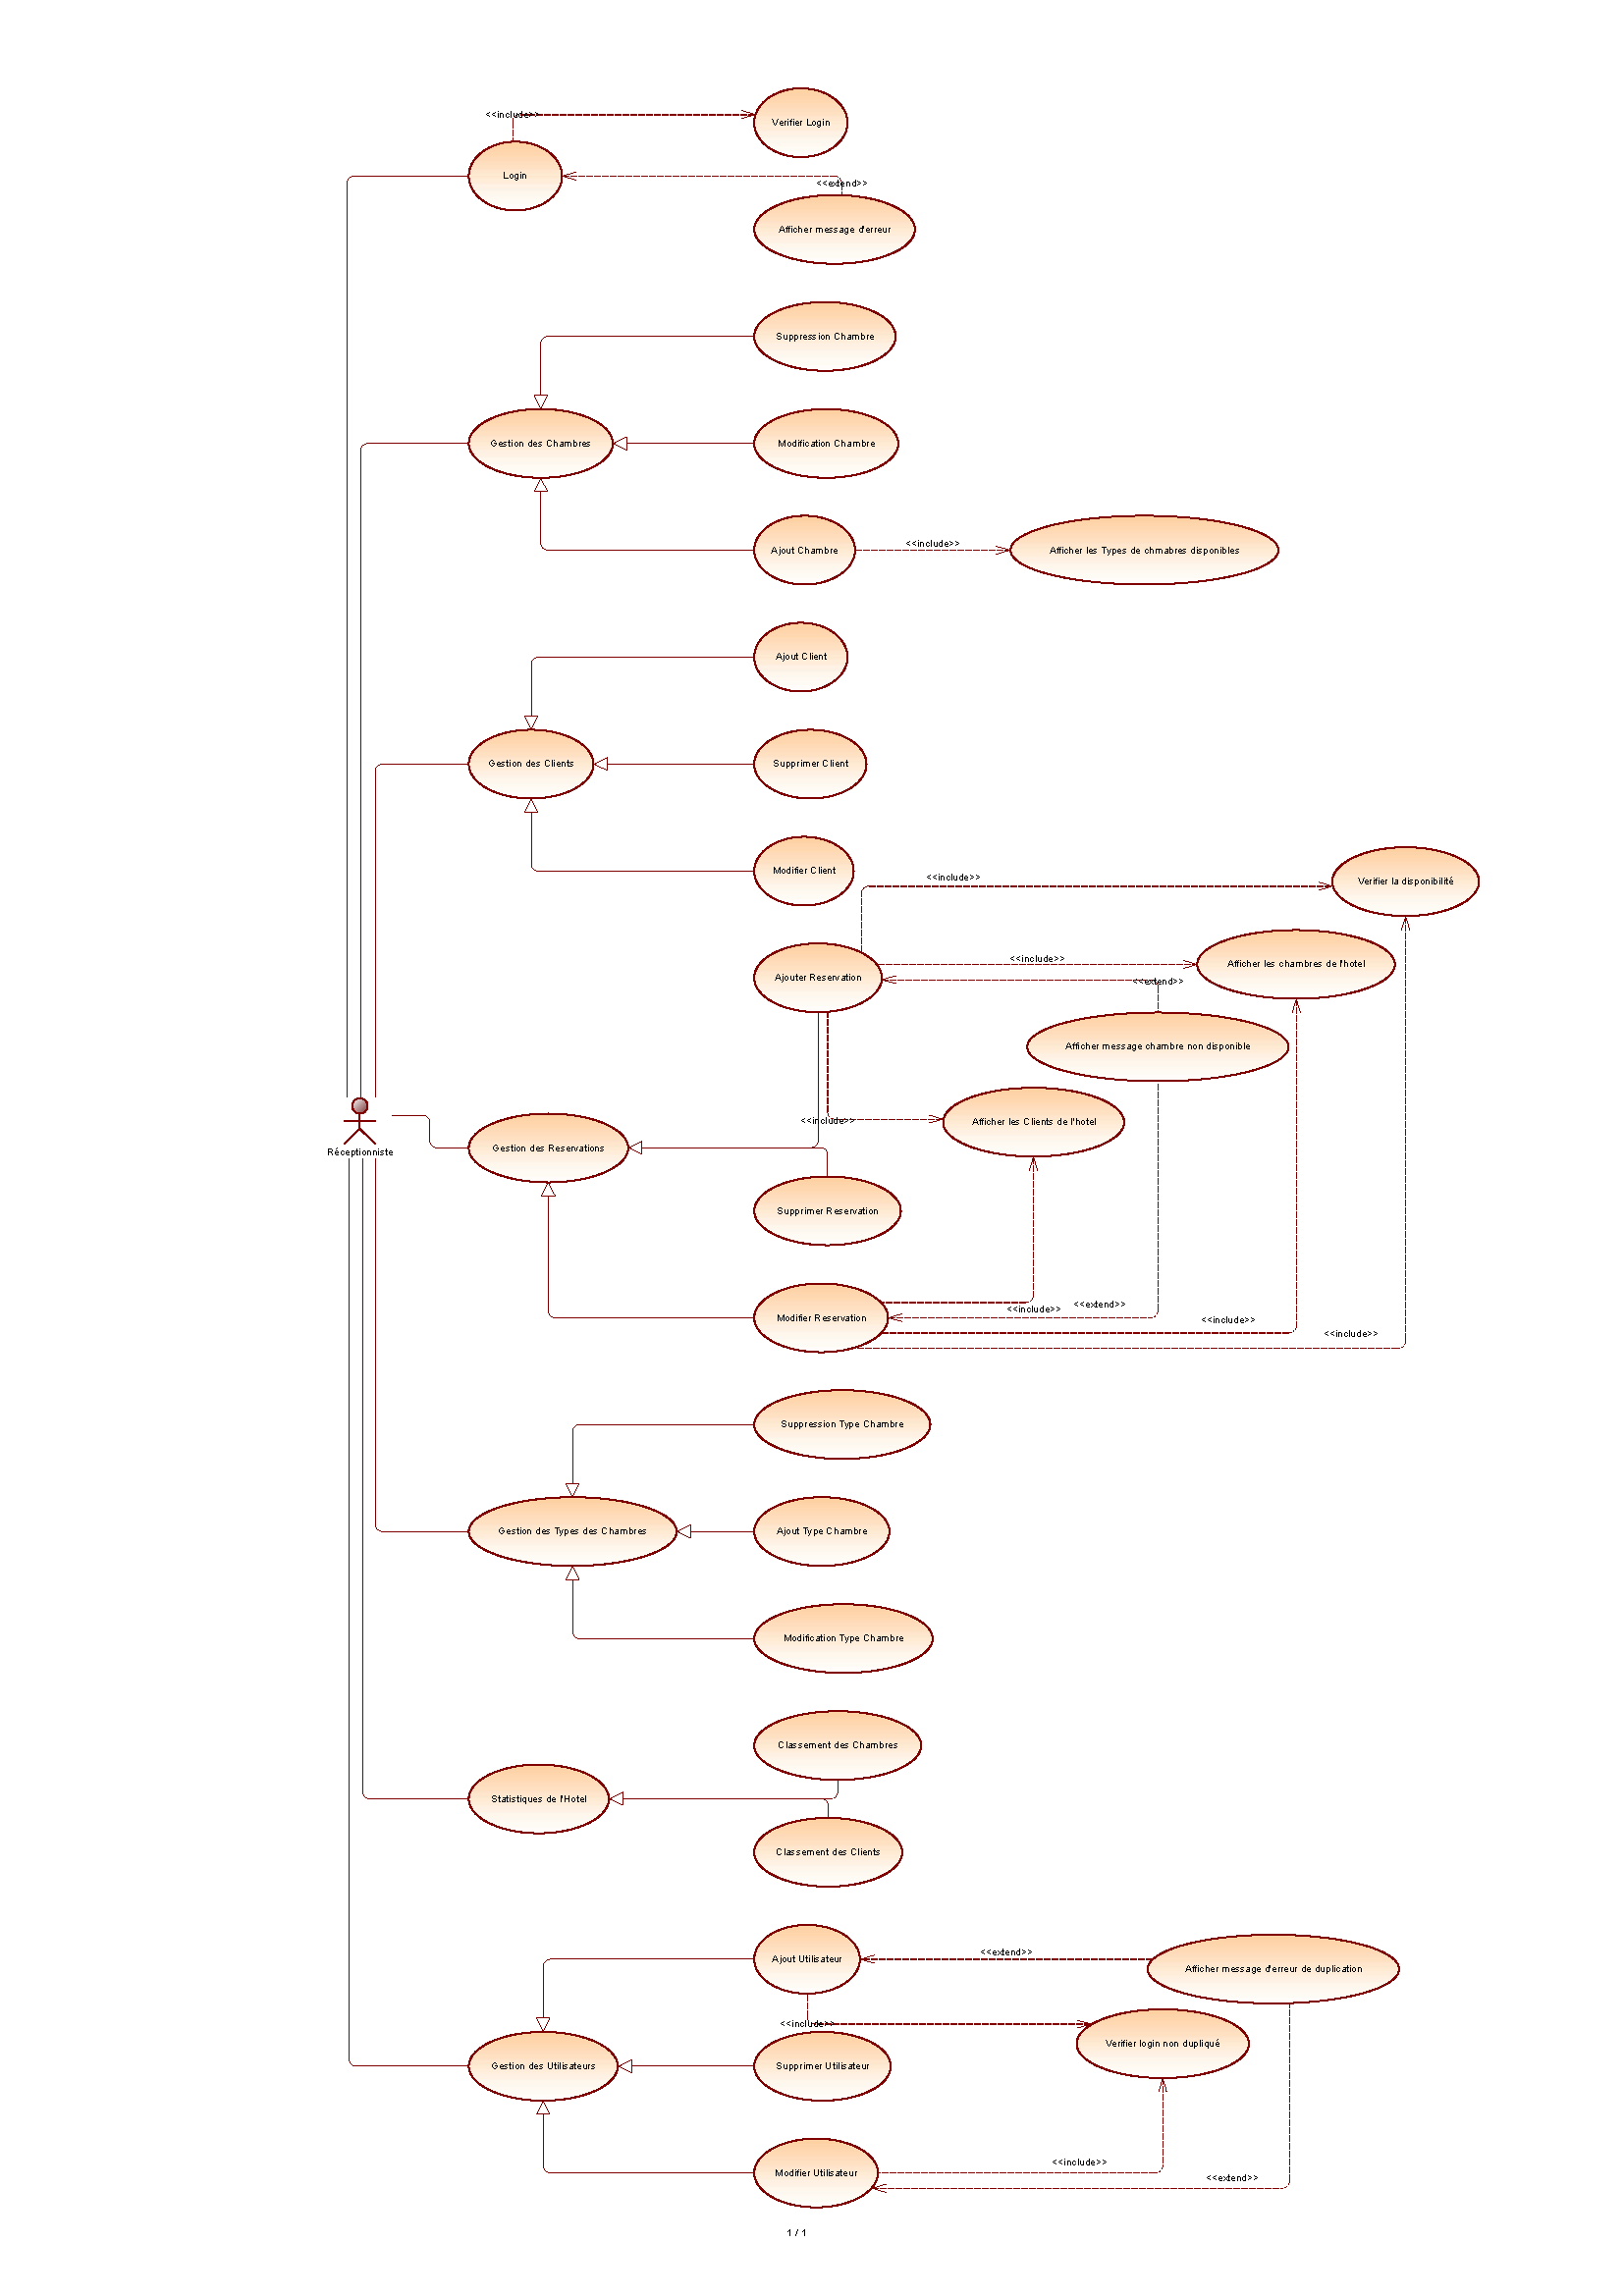 <<include>>
Verifier Login
Login
<<extend>>
Afficher message d'erreur
Suppression Chambre
Gestion des Chambres
Modification Chambre
Ajout Chambre
<<include>>
Afficher les Types de chmabres disponibles
Ajout Client
Gestion des Clients
Supprimer Client
Modifier Client
<<include>>
Verifier la disponibilité
Ajouter Reservation
<<include>>
Afficher les chambres de l'hotel
<<extend>>
Afficher message chambre non disponible
<<include>>
Afficher les Clients de l'hotel
Réceptionniste
Gestion des Reservations
Supprimer Reservation
Modifier Reservation
<<include>>
<<extend>>
<<include>>
<<include>>
Suppression Type Chambre
Gestion des Types des Chambres
Ajout Type Chambre
Modification Type Chambre
Classement des Chambres
Statistiques de l'Hotel
Classement des Clients
Ajout Utilisateur
<<extend>>
Afficher message d'erreur de duplication
<<include>>
Verifier login non dupliqué
Gestion des Utilisateurs
Supprimer Utilisateur
Modifier Utilisateur
<<include>>
<<extend>>
1 / 1